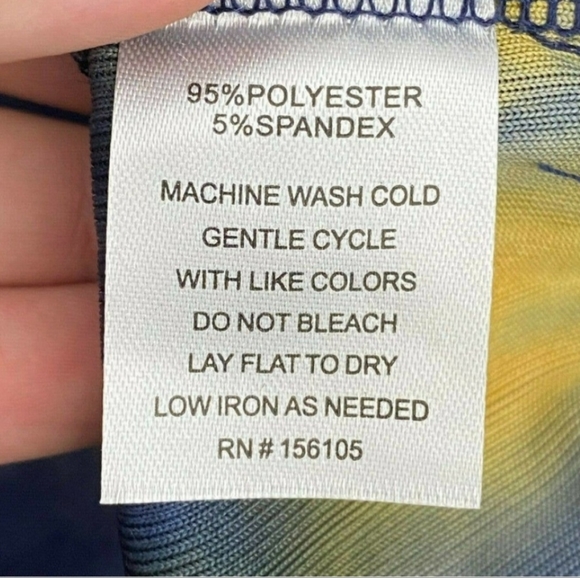 95%POLYESTER
5%SPANDEX
MACHINE WASH COLD
GENTLE CYCLE
WITH LIKE COLORS
DO NOT BLEACH
LAY FLAT TO DRY
LOW IRON AS NEEDED
RN # 156105